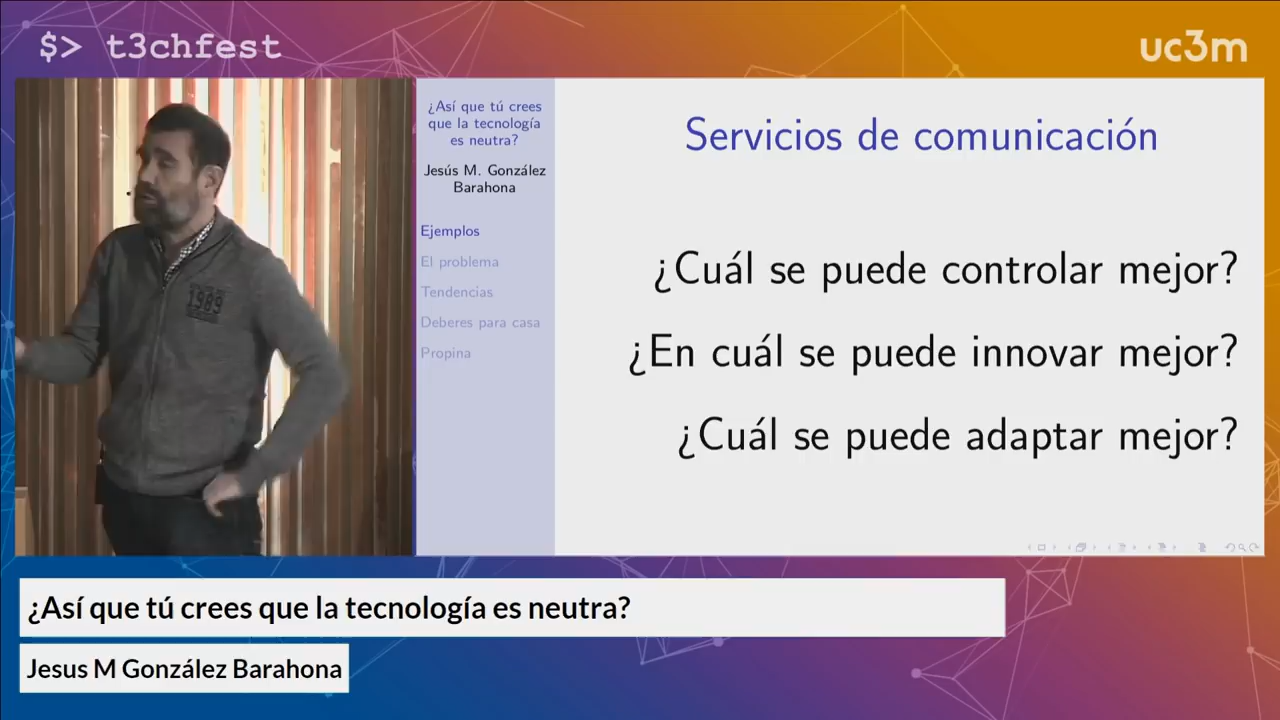 $> t3chfest
uc3m
¿Así que tú crees
que la tecnología
es neutra?
Jesús M. González
Barahona
Ejemplos
El problema
Tendencias
Deberes para casa
Propina
Servicios de comunicación
¿Cuál se puede controlar mejor?
¿En cuál se puede innovar mejor?
¿Cuál se puede adaptar mejor?
1989
¿Así que tú crees que la tecnología es neutra?
Jesus M González Barahona